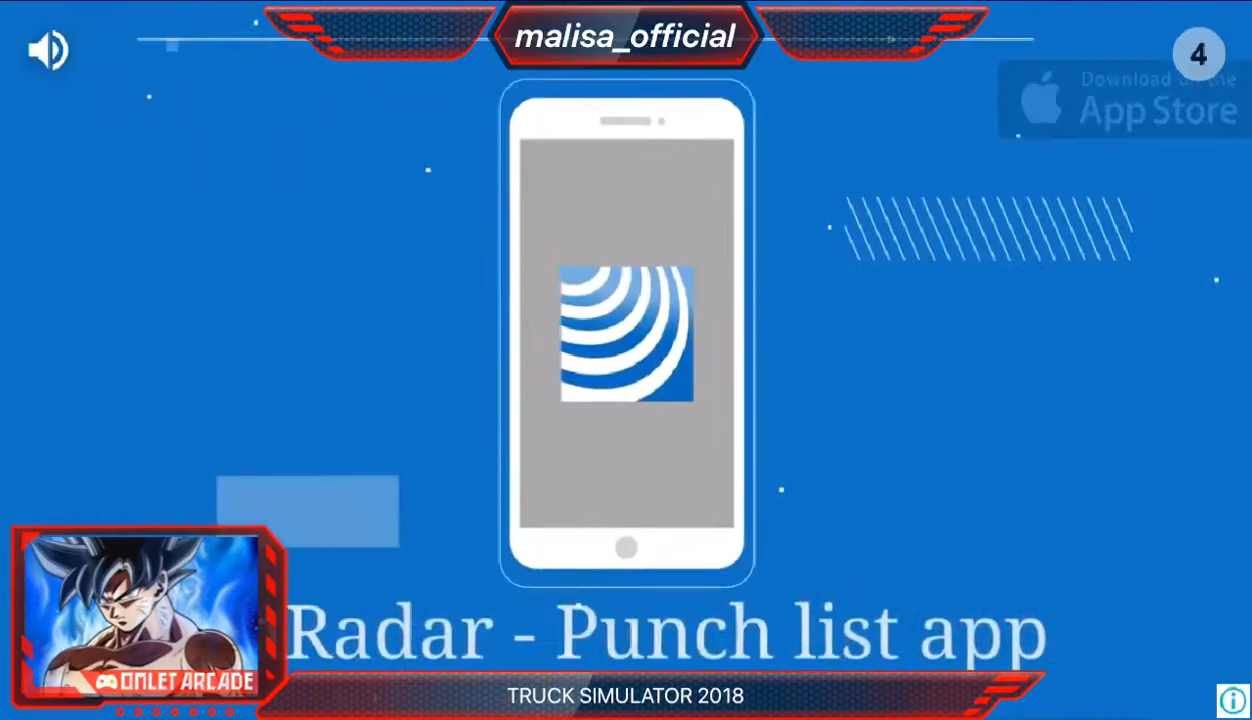 malisa_official
4
Download on the
App Store
Radar - Punch list app
OMLET ARCADE
TRUCK SIMULATOR 2018